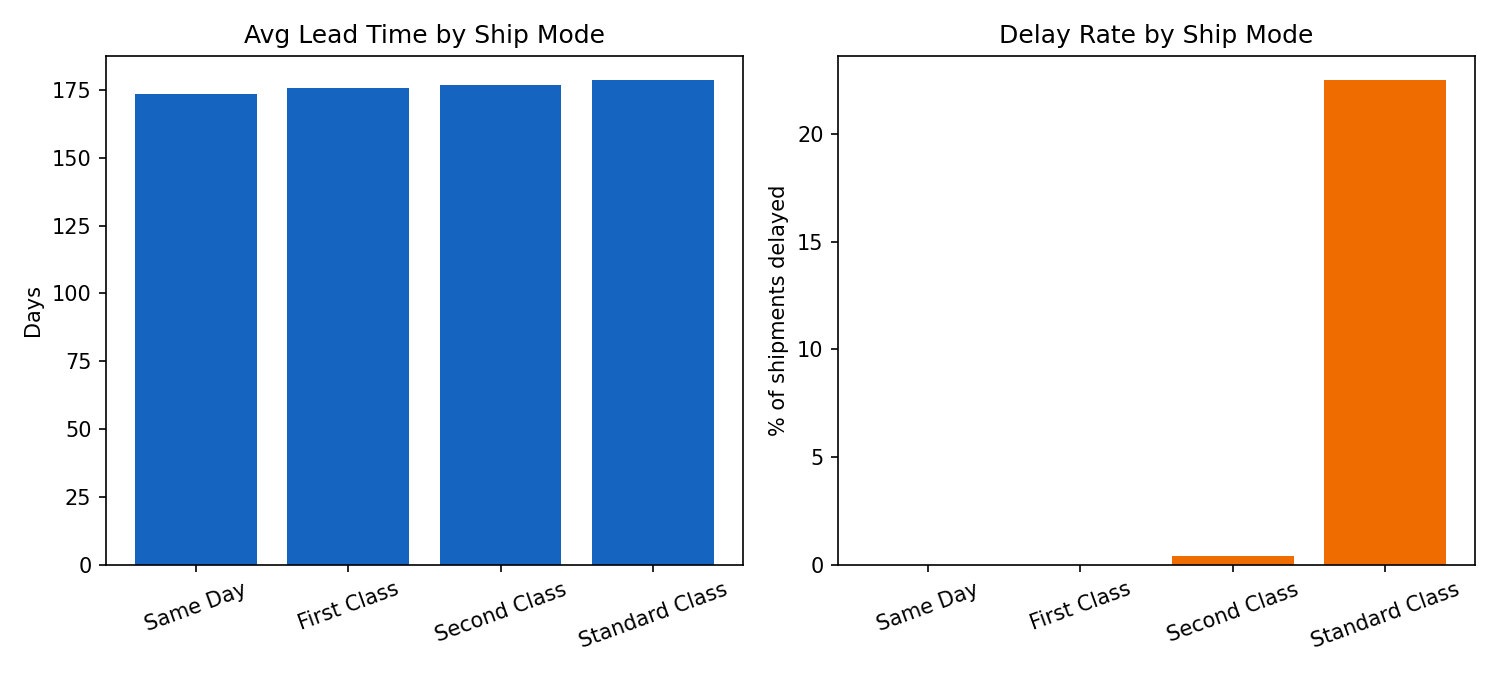 Avg Lead Time by Ship Mode
Days
175
150
125
100
75
50
25
0
Same Day
First Class
Second Class
Standard Class
Delay Rate by Ship Mode
% of shipments delayed
20
15
10
5
0
Same Day
First Class
Second Class
Standard Class